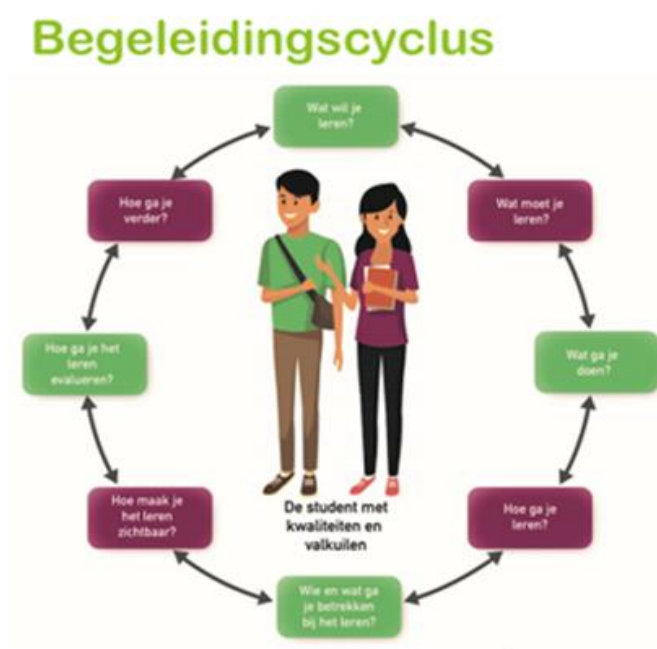 Begeleidingscyclus
Wat wil je
leren?
Wat moet je
leren?
Wat ga je
doen?
Hoe ga je
leren?
Wie en wat ga
je betrekken
bij het leren?
Hoe maak je
het leren
zichtbaar?
Hoe ga je het
leren
evalueren?
Hoe ga je
verder?
De student met
kwaliteiten en
valkuilen